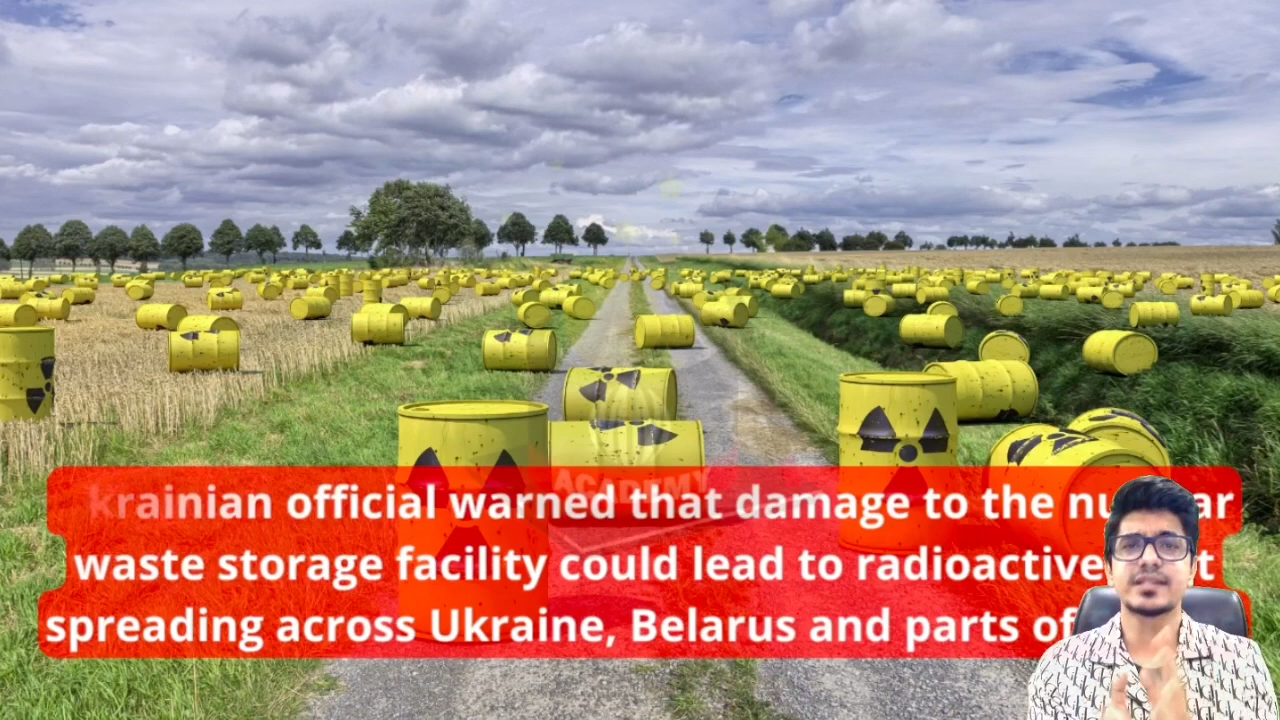 ACADEMY
krainian official warned that damage to the nu ar
waste storage facility could lead to radioactive t
spreading across Ukraine, Belarus and parts of